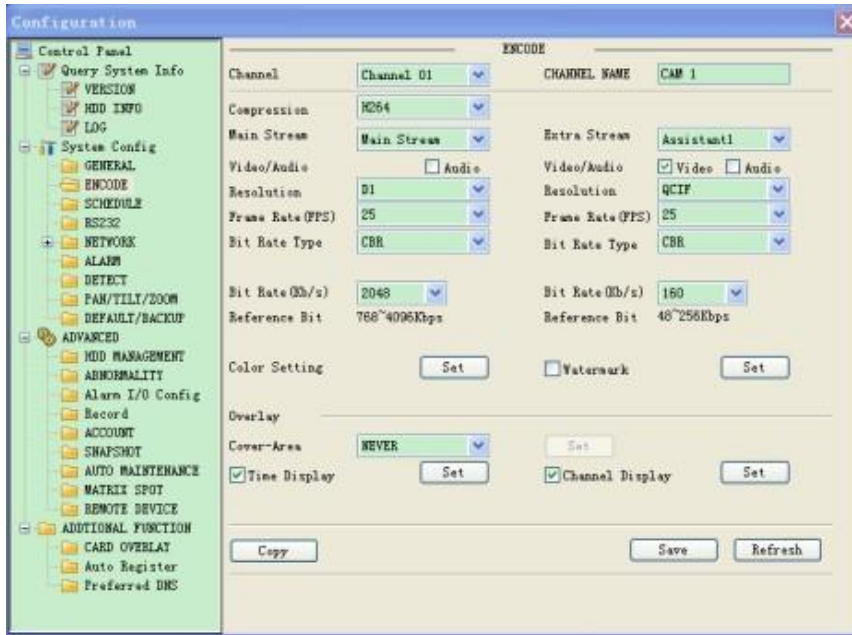 Configuration
Control Panel
Query System Info
VERSION
HDD INFO
LOG
System Config
GENERAL
ENCODE
SCHEDULE
RS232
NETWORK
ALARM
DETECT
PAN/TILT/ZOOM
DEFAULT/BACKUP
ADVANCED
HDD MANAGEMENT
ABNORMALITY
Alarm I/O Config
Record
ACCOUNT
SNAPSHOT
AUTO MAINTENANCE
MATRIX SPOT
REMOTE DEVICE
ADDTIONAL FUNCTION
CARD OVERLAY
Auto Register
Preferred DNS
ENCODE
Channel Channel 01 CHANNEL NAME CAM 1
Compression H264
Main Stream Main Stream Extra Stream Assistant1
Video/Audio Audio Video/Audio Video Audio
Resolution D1 Resolution QCIF
Frame Rate(FPS) 25 Frame Rate(FPS) 25
Bit Rate Type CBR Bit Rate Type CBR
Bit Rate(Kb/s) 2048 Bit Rate(Kb/s) 160
Reference Bit 768~4096Kbps Reference Bit 48~256Kbps
Color Setting Set Watermark Set
Overlay
Cover-Area NEVER Set
Time Display Set Channel Display Set
Copy Save Refresh